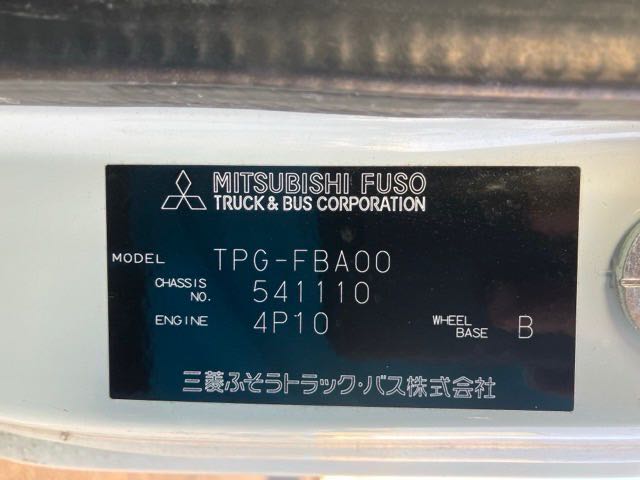 MITSUBISHI FUSO
TRUCK & BUS CORPORATION
MODEL TPG-FBA00
CHASSIS NO. 541110
ENGINE 4P10 WHEEL BASE B
三菱ふそうトラック・バス株式会社